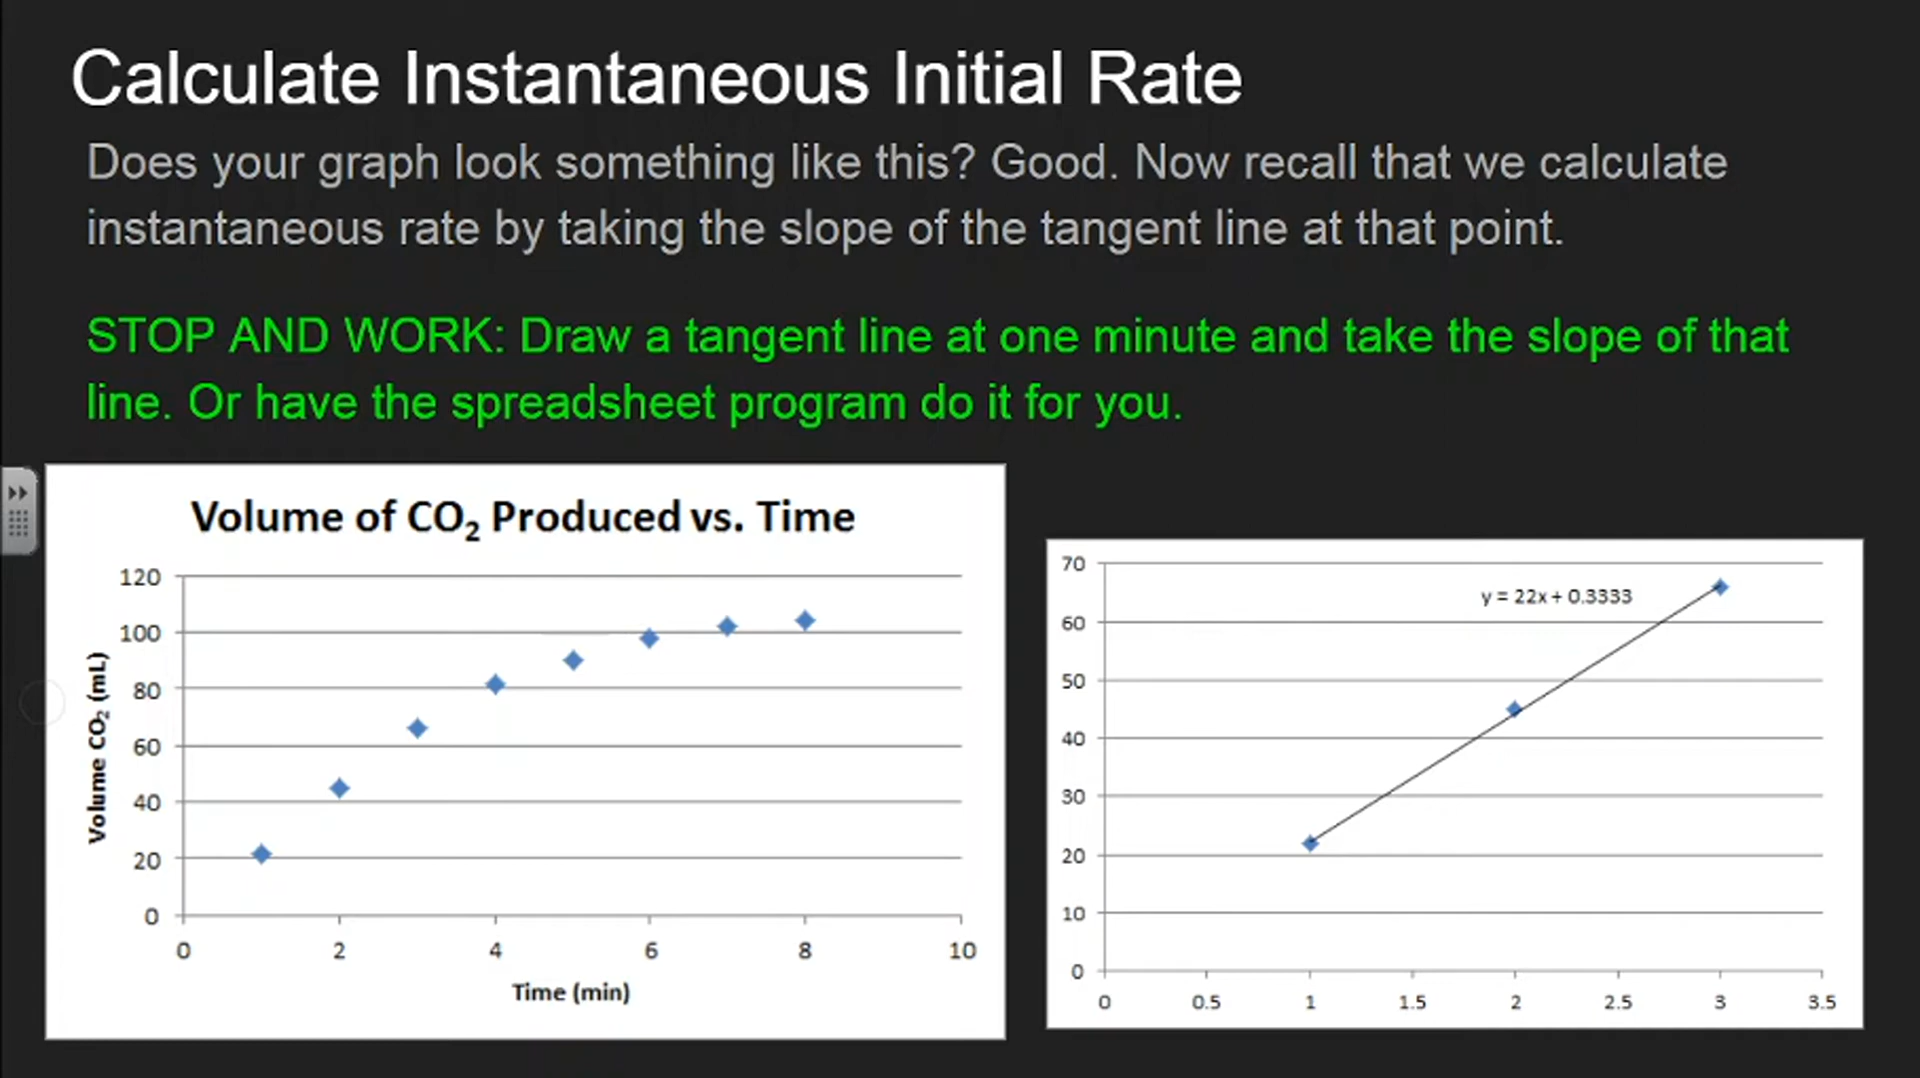 Calculate Instantaneous Initial Rate
Does your graph look something like this? Good. Now recall that we calculate
instantaneous rate by taking the slope of the tangent line at that point.
STOP AND WORK: Draw a tangent line at one minute and take the slope of that
line. Or have the spreadsheet program do it for you.
Volume of CO₂ Produced vs. Time
120
100
80
60
40
20
0
Volume CO₂ (mL)
0 2 4 6 8 10
Time (min)
70
60
50
40
30
20
10
0
y = 22x + 0.3333
0 0.5 1 1.5 2 2.5 3 3.5